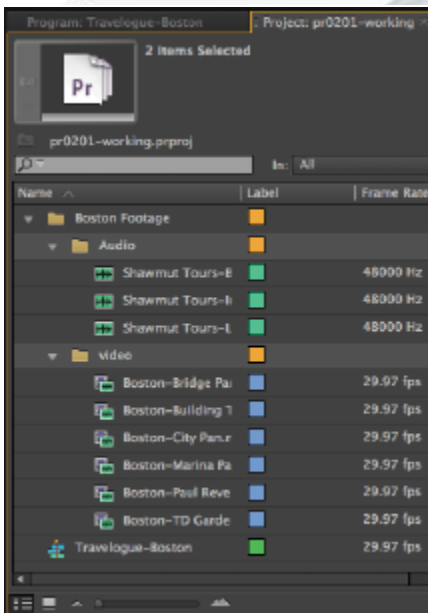 Program: Travelogue-Boston
Project: pr0201-working
2 Items Selected
Pr
pr0201-working.prproj
In: All
Name Label Frame Rate
Boston Footage
Audio
Shawmut Tours-B 48000 Hz
Shawmut Tours-I 48000 Hz
Shawmut Tours-L 48000 Hz
video
Boston-Bridge Pa 29.97 fps
Boston-Building T 29.97 fps
Boston-City Pan.r 29.97 fps
Boston-Marina Pa 29.97 fps
Boston-Paul Reve 29.97 fps
Boston-TD Garde 29.97 fps
Travelogue-Boston 29.97 fps